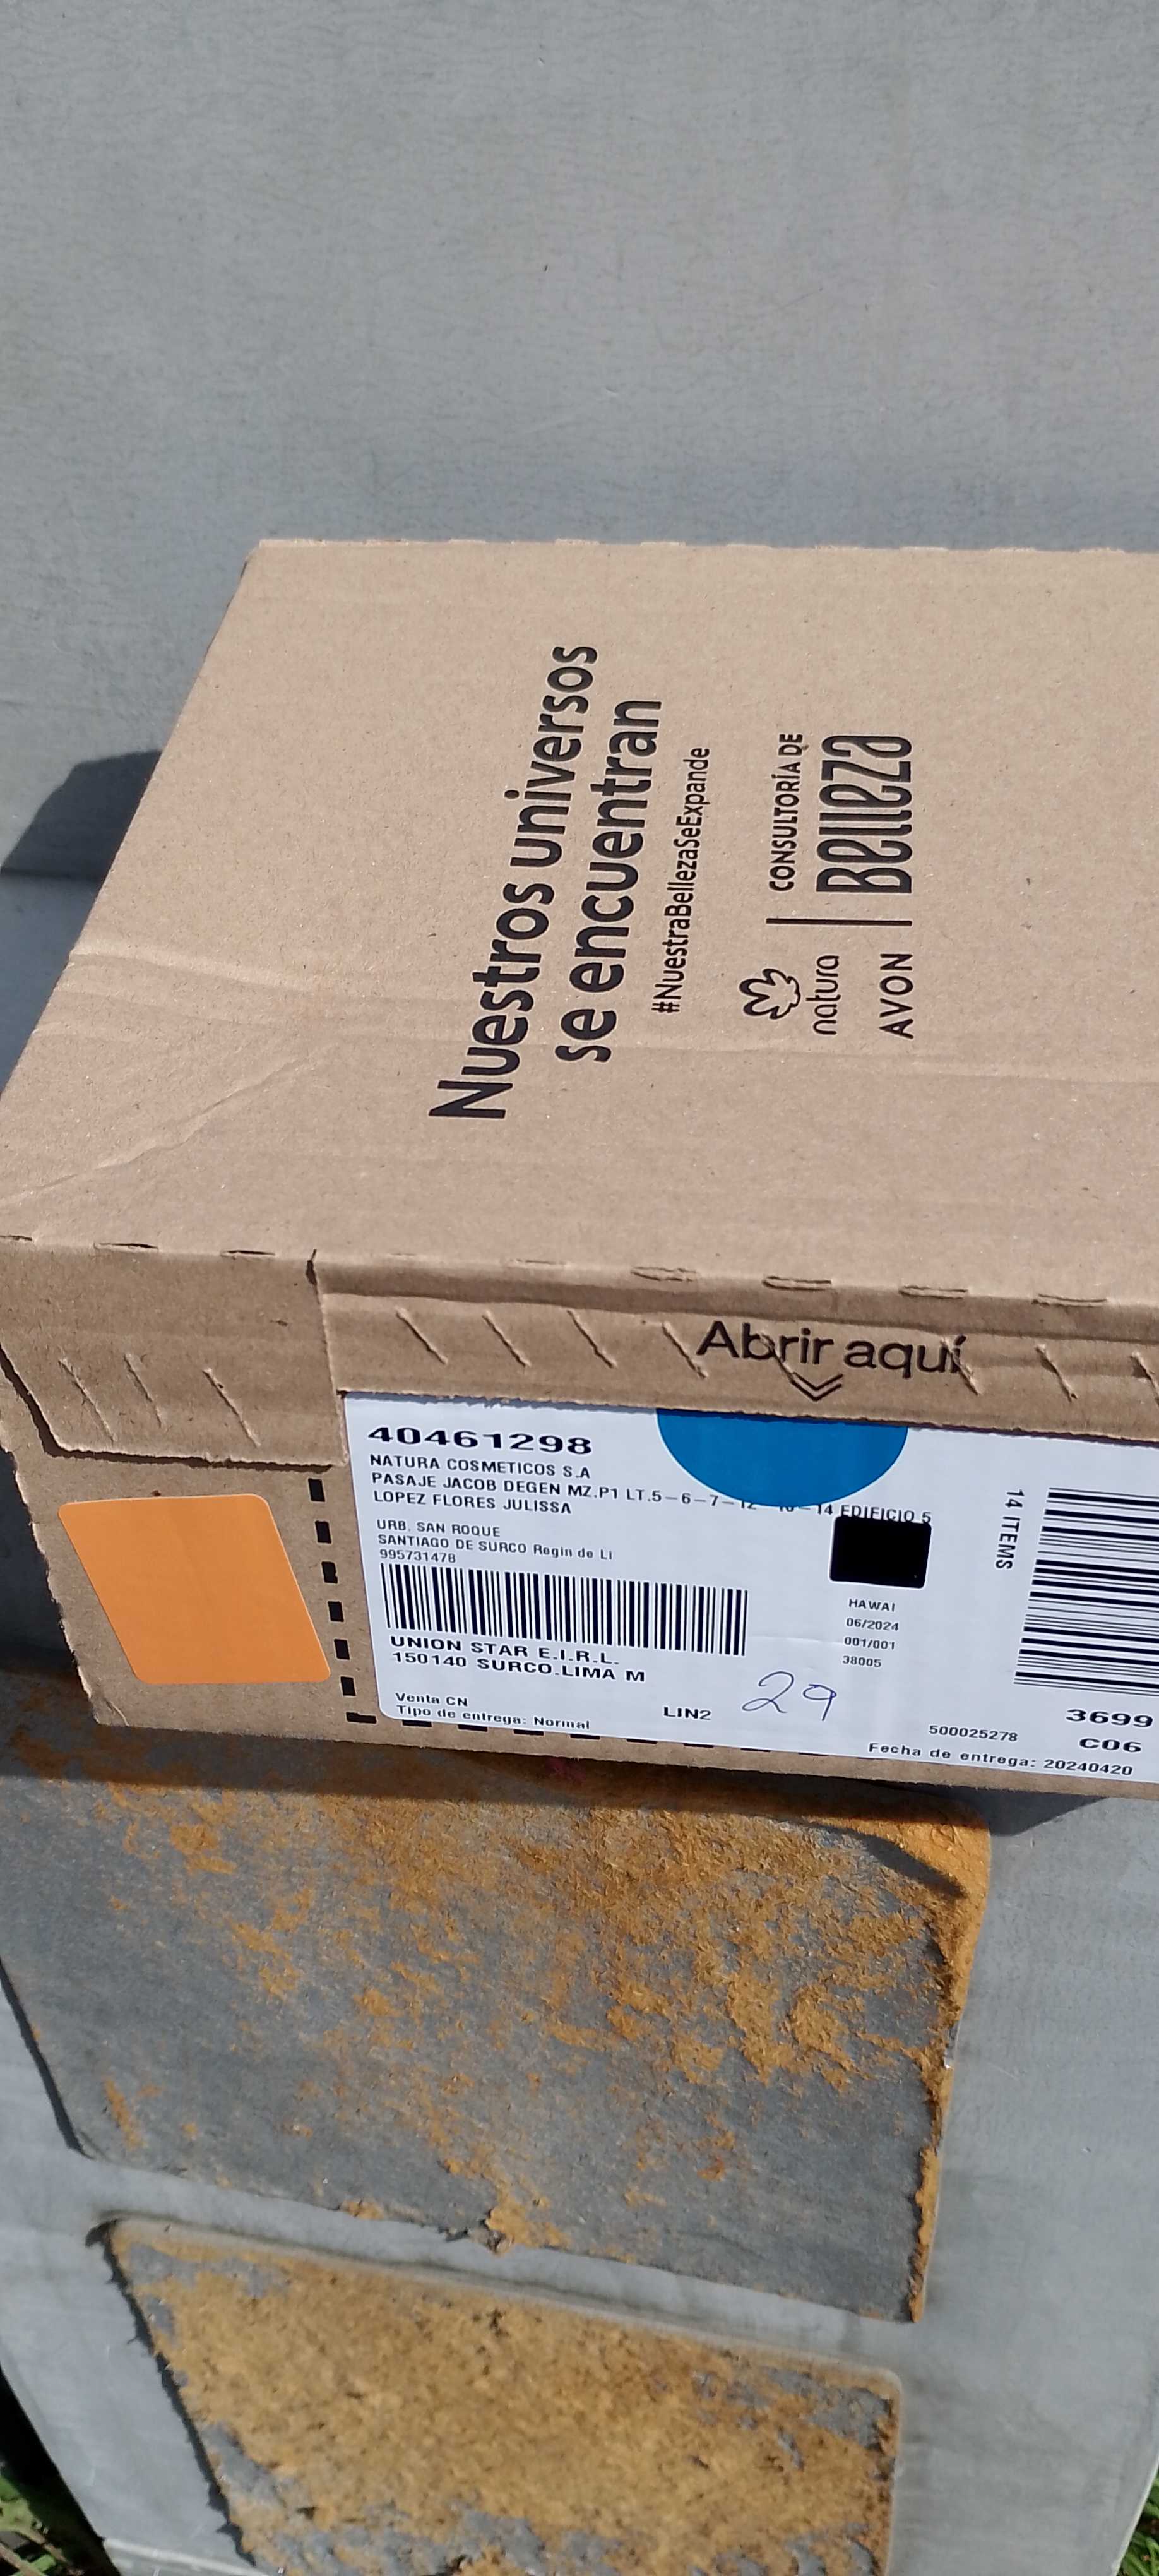 Nuestros universos
se encuentran
#NuestraBellezaSeExpande
natura
AVON
CONSULTORÍA DE
Belleza
Abrir aquí
40461298
NATURA COSMETICOS S.A
PASAJE JACOB DEGEN MZ.P1 LT.5-6-7-12 14 EDIFICIO 5
LOPEZ FLORES JULISSA
URB. SAN ROQUE
SANTIAGO DE SURCO Regin de Li
995731478
UNION STAR E.I.R.L.
150140 SURCO.LIMA M
Venta CN
Tipo de entrega: Normal
LIN2
29
HAWAI
06/2024
001/001
38005
14 ITEMS
3699
500025278
C06
Fecha de entrega: 20240420